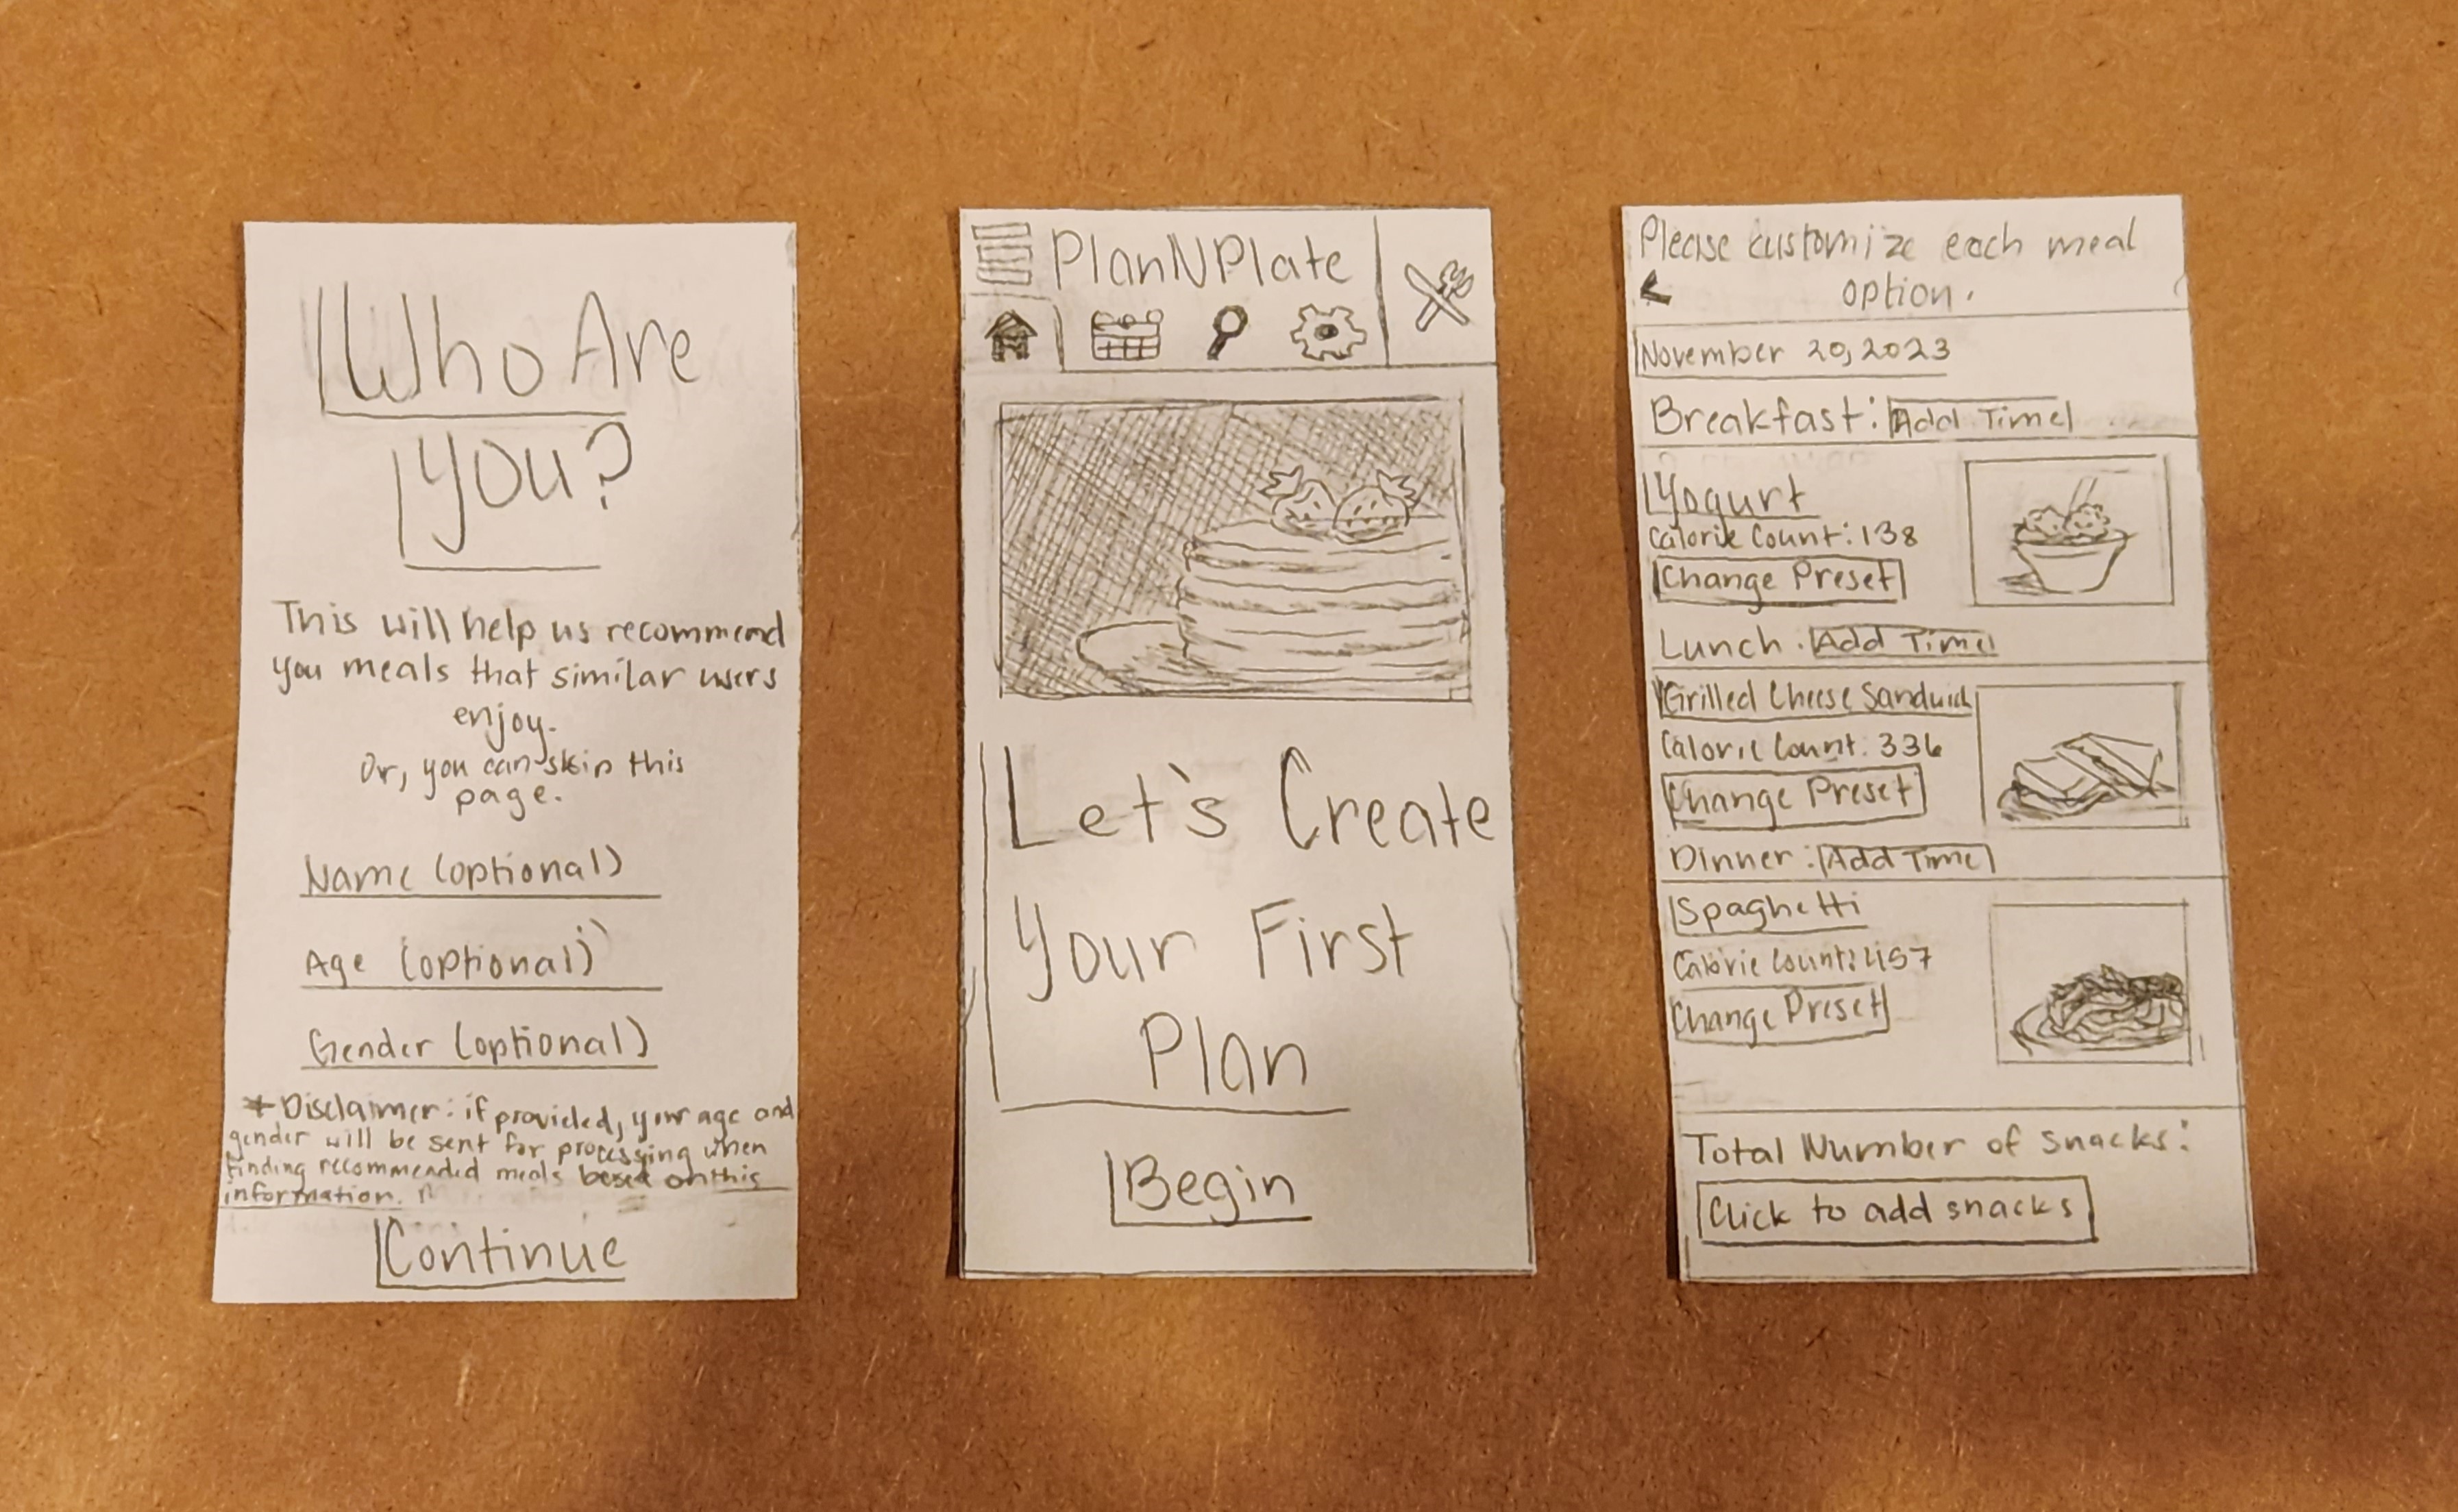 Who Are
You?
This will help us recommend
you meals that similar users
enjoy.
Or, you can skip this
page.
Name (optional)
Age (optional)
Gender (optional)
* Disclaimer: if provided, your age and
gender will be sent for processing when
finding recommended meals based on this
information.
Continue
PlanNPlate
Let's Create
Your First
Plan
Begin
Please customize each meal
option.
November 20, 2023
Breakfast: Add Time
Yogurt
Calorie Count: 138
Change Preset
Lunch: Add Time
Grilled Cheese Sandwich
Calorie Count: 336
Change Preset
Dinner: Add Time
Spaghetti
Calorie Count: 457
Change Preset
Total Number of Snacks:
Click to add snacks